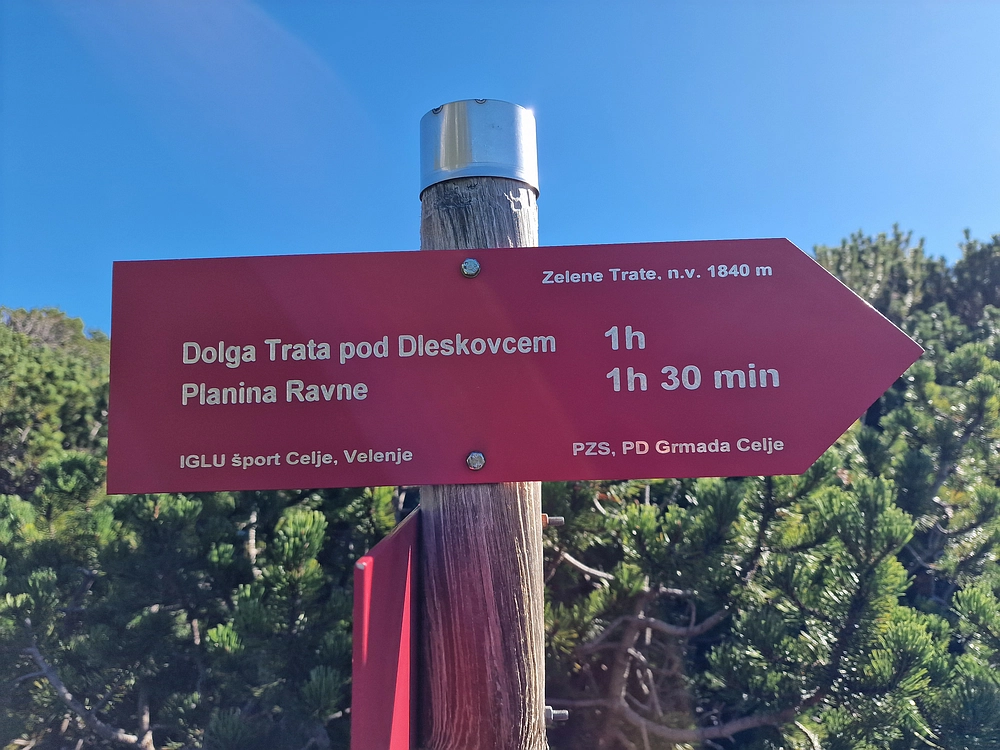 Zelene Trate, n.v. 1840 m
Dolga Trata pod Dleskovcem 1h
Planina Ravne 1h 30 min
IGLU šport Celje, Velenje PZS, PD Grmada Celje